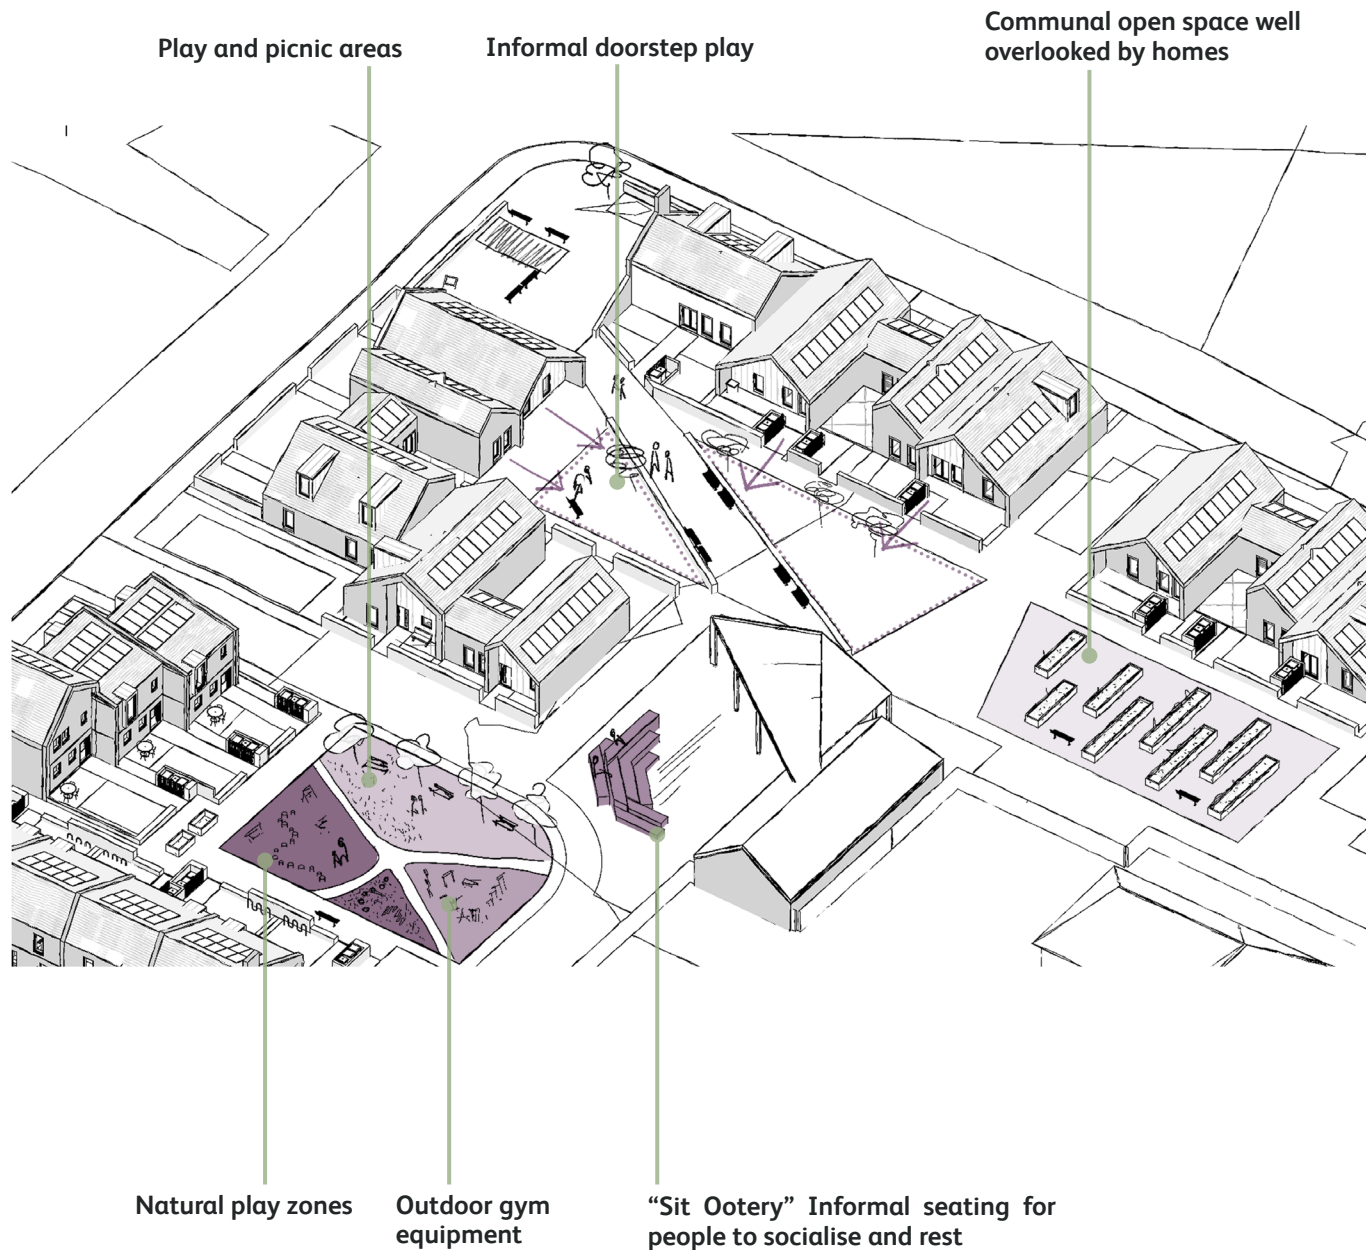 Play and picnic areas
Informal doorstep play
Communal open space well
overlooked by homes
Natural play zones
Outdoor gym
equipment
“Sit Ootery” Informal seating for
people to socialise and rest